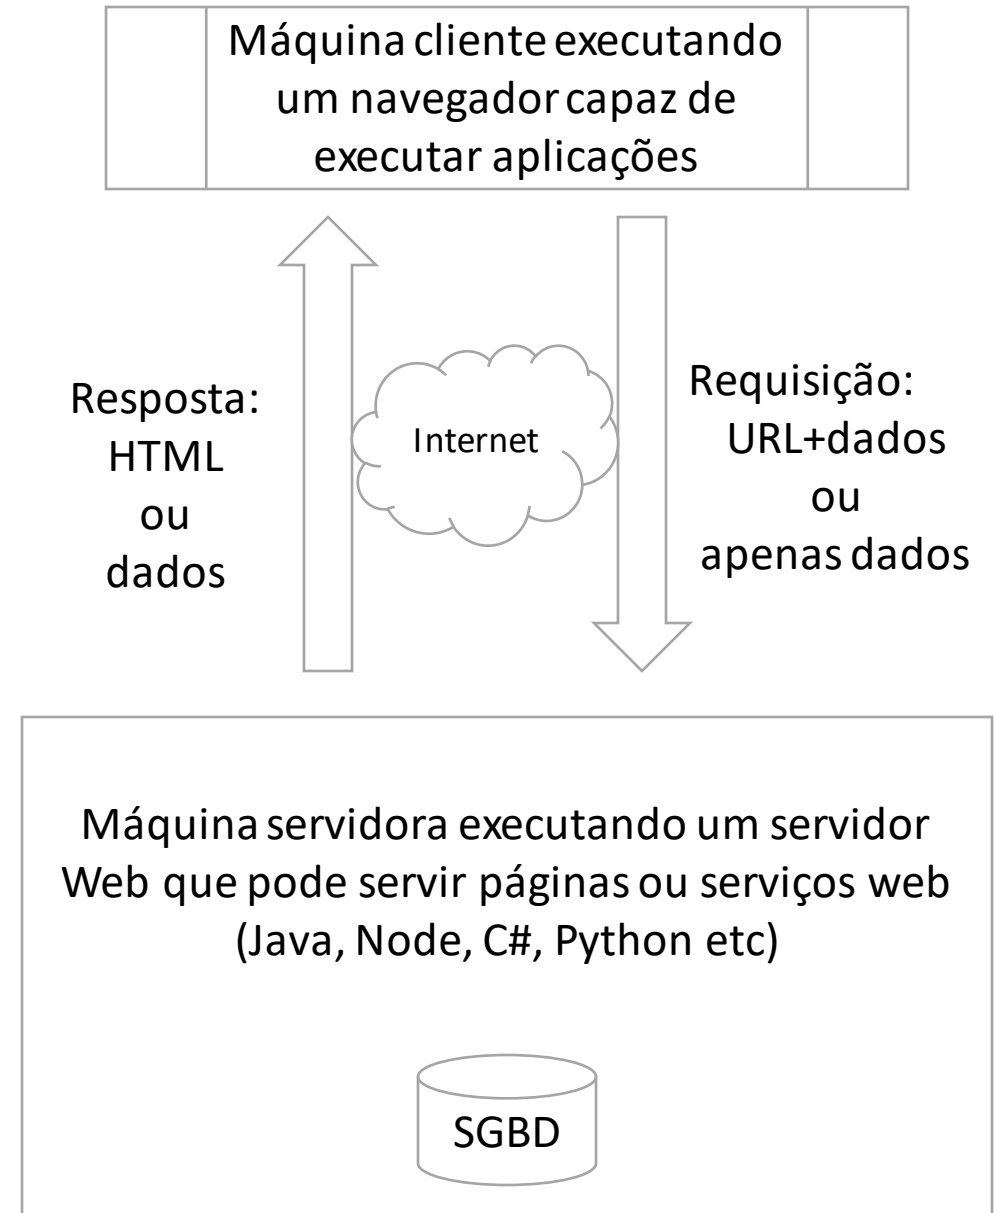 Máquina cliente executando
um navegador capaz de
executar aplicações
Resposta:
HTML
ou
dados
Internet
Requisição:
URL+dados
ou
apenas dados
Máquina servidora executando um servidor
Web que pode servir páginas ou serviços web
(Java, Node, C#, Python etc)
SGBD